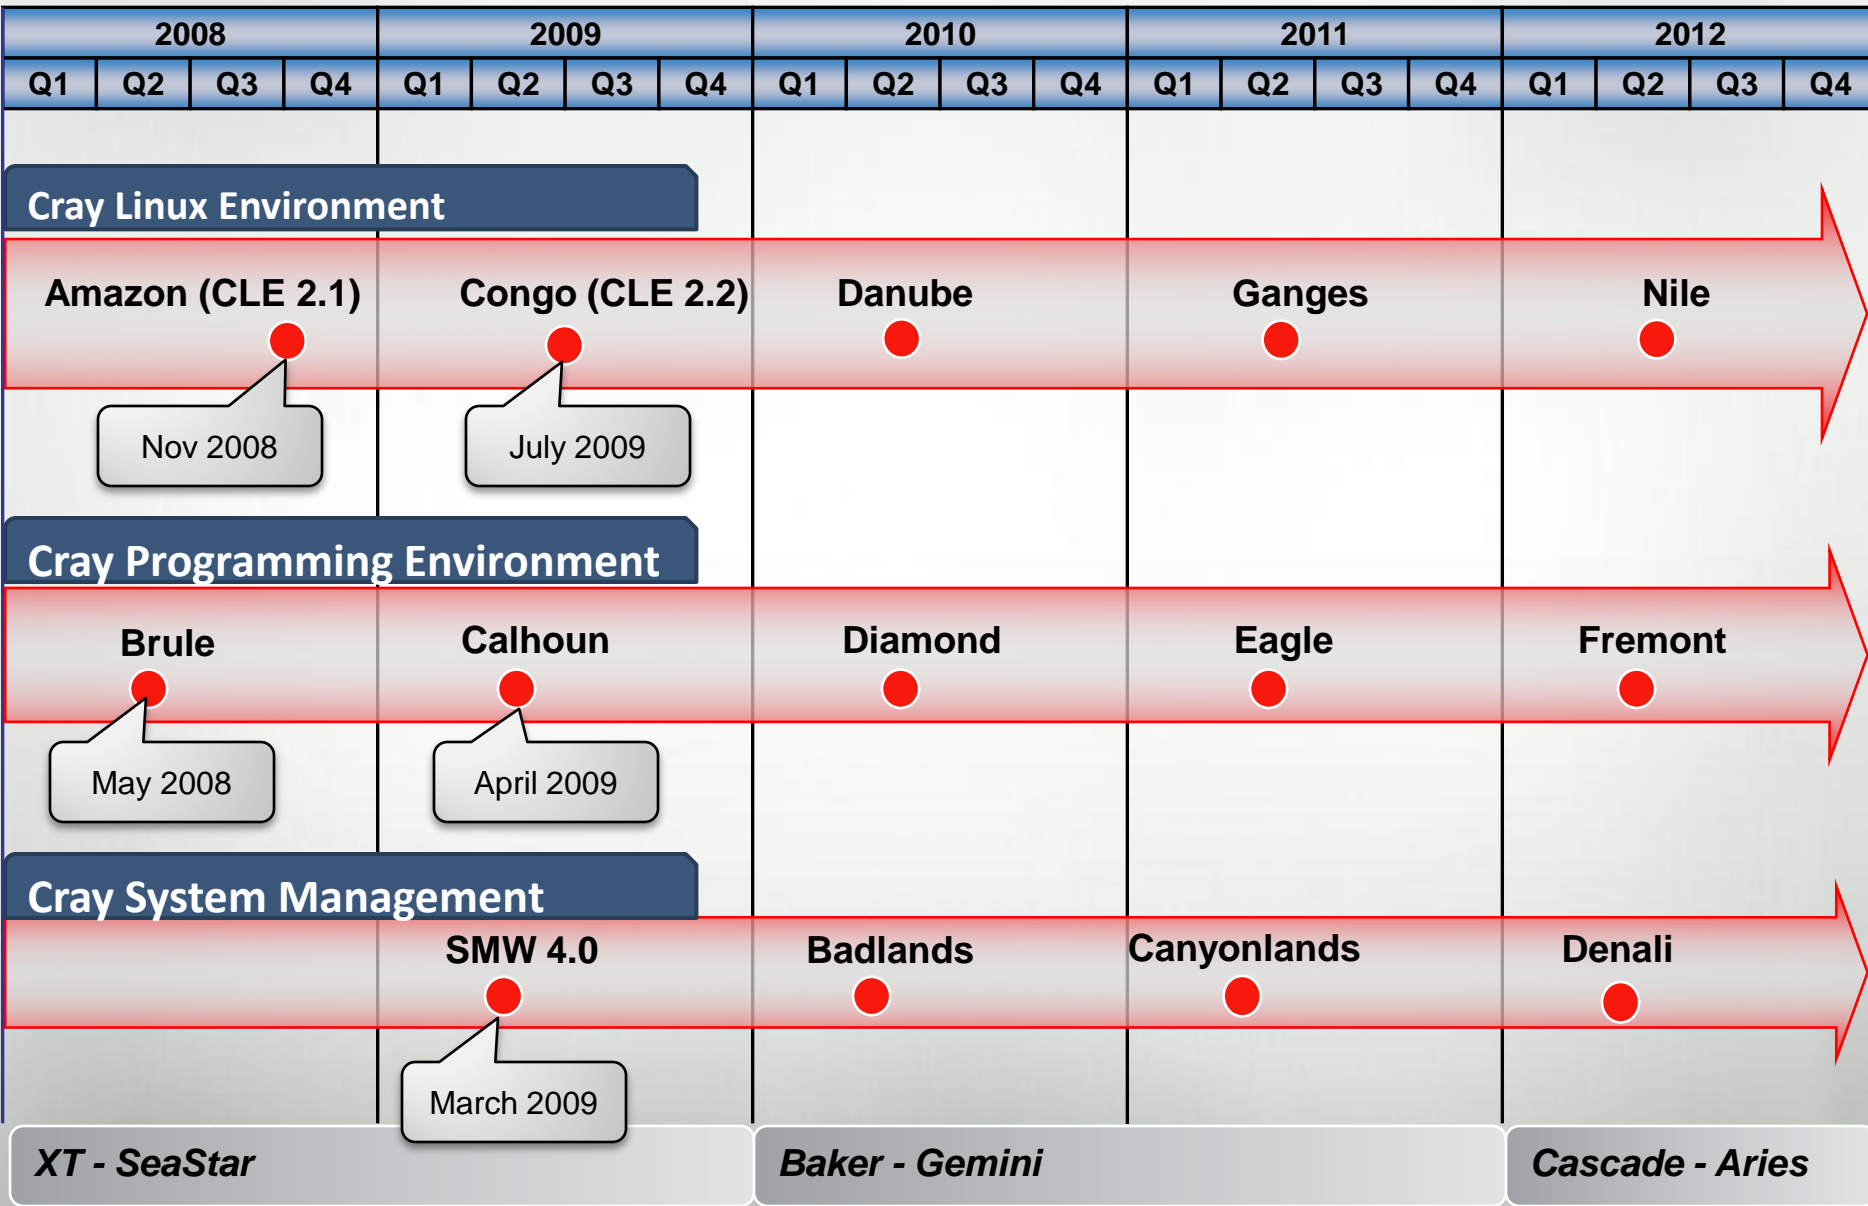 2008 2009 2010 2011 2012
Q1 Q2 Q3 Q4 Q1 Q2 Q3 Q4 Q1 Q2 Q3 Q4 Q1 Q2 Q3 Q4 Q1 Q2 Q3 Q4
Cray Linux Environment
Amazon (CLE 2.1) Congo (CLE 2.2) Danube Ganges Nile
Nov 2008 July 2009
Cray Programming Environment
Brule Calhoun Diamond Eagle Fremont
May 2008 April 2009
Cray System Management
SMW 4.0 Badlands Canyonlands Denali
March 2009
XT - SeaStar Baker - Gemini Cascade - Aries